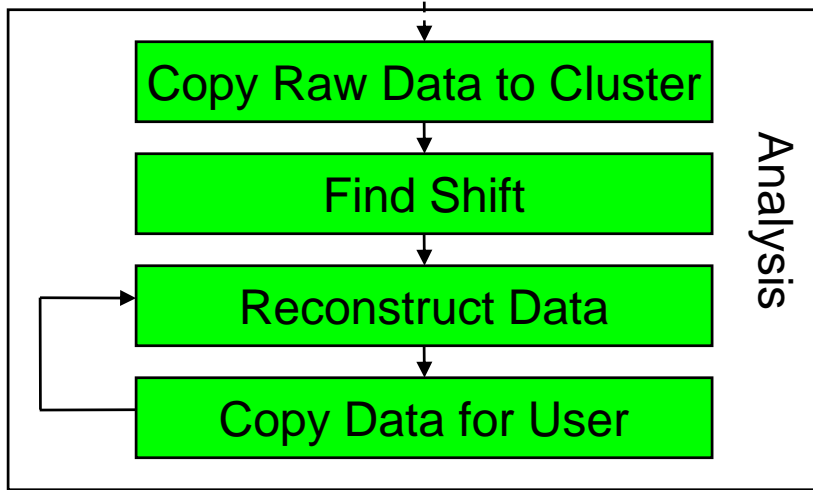 Copy Raw Data to Cluster
Find Shift
Reconstruct Data
Copy Data for User
Analysis